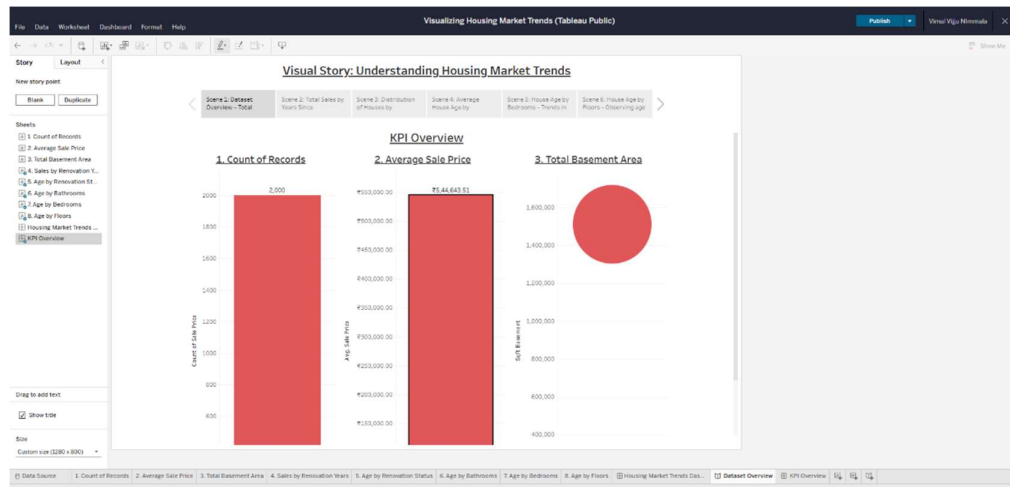 Visualizing Housing Market Trends (Tableau Public)
Publish
Vimal Vijju Nimmala
File Data Worksheet Dashboard Format Help
Show Me
Story Layout
New story point
Blank Duplicate
Sheets
1. Count of Records
2. Average Sale Price
3. Total Basement Area
4. Sales by Renovation Y...
5. Age by Renovation St...
6. Age by Bathrooms
7. Age by Bedrooms
8. Age by Floors
Housing Market Trends ...
KPI Overview
Drag to add text
Show title
Size
Custom size (1280 x 800)
Visual Story: Understanding Housing Market Trends
Scene 1: Dataset
Overview – Total
Scene 2: Total Sales by
Years Since
Scene 3: Distribution
of Houses by
Scene 4: Average
House Age by
Scene 5: House Age by
Bedrooms – Trends in
Scene 6: House Age by
Floors – Observing age
KPI Overview
1. Count of Records
2,000
2000
1800
1600
1400
1200
1000
800
600
Count of Sale Price
2. Average Sale Price
₹5,44,643.51
₹550,000.00
₹500,000.00
₹450,000.00
₹400,000.00
₹350,000.00
₹300,000.00
₹250,000.00
₹200,000.00
₹150,000.00
Avg. Sale Price
3. Total Basement Area
1,600,000
1,400,000
1,200,000
1,000,000
800,000
600,000
400,000
Sqft Basement
Data Source 1. Count of Records 2. Average Sale Price 3. Total Basement Area 4. Sales by Renovation Years 5. Age by Renovation Status 6. Age by Bathrooms 7. Age by Bedrooms 8. Age by Floors Housing Market Trends Das... Dataset Overview KPI Overview